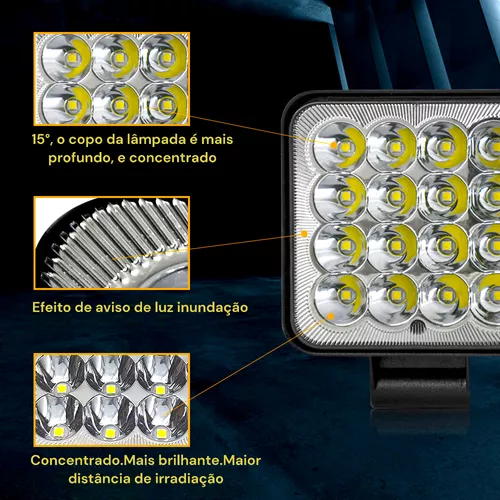 15°, o copo da lâmpada é mais
profundo, e concentrado
Efeito de aviso de luz inundação
Concentrado.Mais brilhante.Maior
distância de irradiação